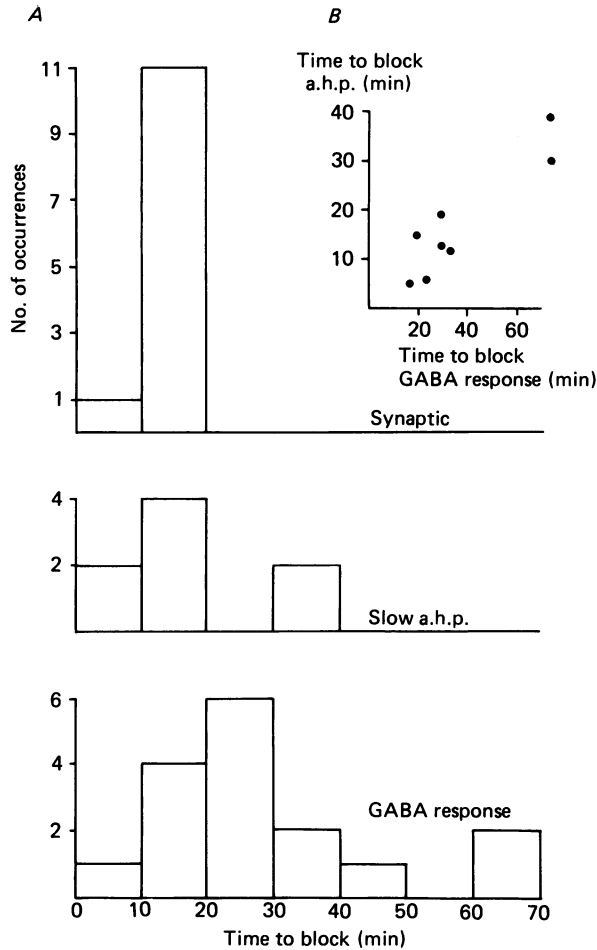 A
B
Time to block
a.h.p. (min)
11
9
7
5
3
1
No. of occurrences
40
30
20
10
20
40
60
Time to block
GABA response (min)
Synaptic
4
2
Slow a.h.p.
6
4
2
GABA response
0
10
20
30
40
50
60
70
Time to block (min)